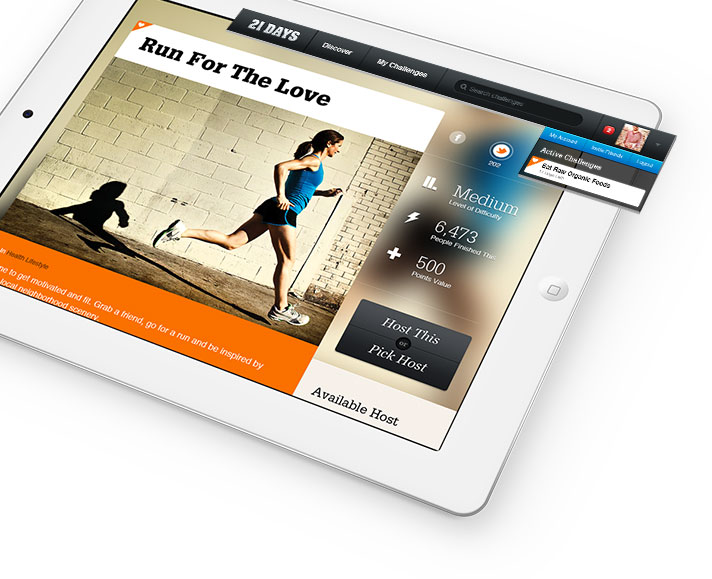 21 DAYS
Discover
My Challenges
Search challenges
2
My Account
Invite Friends
Logout
Active Challenges
Eat Raw Organic Foods
Run For The Love
202
Medium
Level of Difficulty
6,473
People Finished This
500
Points Value
Host This
or
Pick Host
Available Host
Health Lifestyle
to get motivated and fit. Grab a friend, go for a run and be inspired by
local neighborhood scenery.